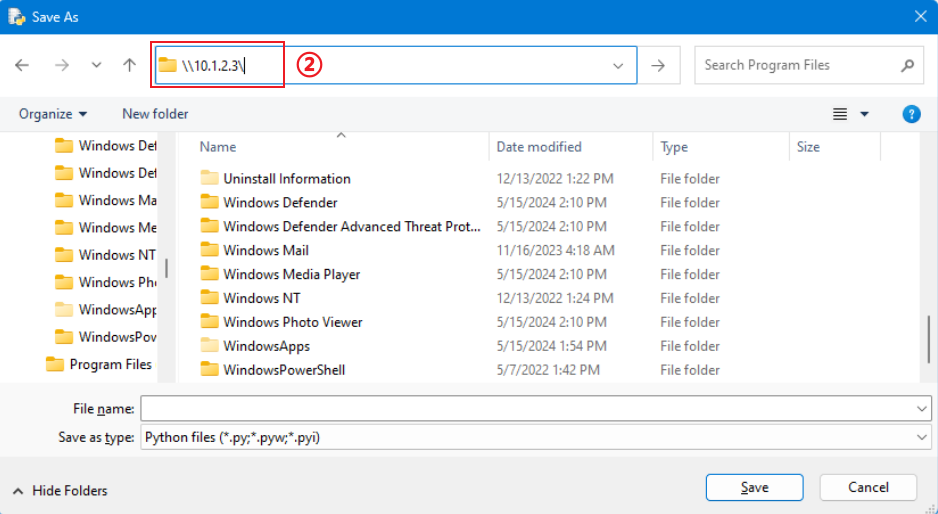 Save As
\\10.1.2.3\
②
Search Program Files
Organize
New folder
?
Name Date modified Type Size
Windows Def
Windows Def
Windows Ma
Windows Me
Windows NT
Windows Pho
WindowsApp
WindowsPow
Program Files
Uninstall Information 12/13/2022 1:22 PM File folder
Windows Defender 5/15/2024 2:10 PM File folder
Windows Defender Advanced Threat Prot... 5/15/2024 2:10 PM File folder
Windows Mail 11/16/2023 4:18 AM File folder
Windows Media Player 5/15/2024 2:10 PM File folder
Windows NT 12/13/2022 1:24 PM File folder
Windows Photo Viewer 5/15/2024 2:10 PM File folder
WindowsApps 5/15/2024 1:54 PM File folder
WindowsPowerShell 5/7/2022 1:42 PM File folder
File name:
Save as type: Python files (*.py;*.pyw;*.pyi)
Hide Folders
Save
Cancel